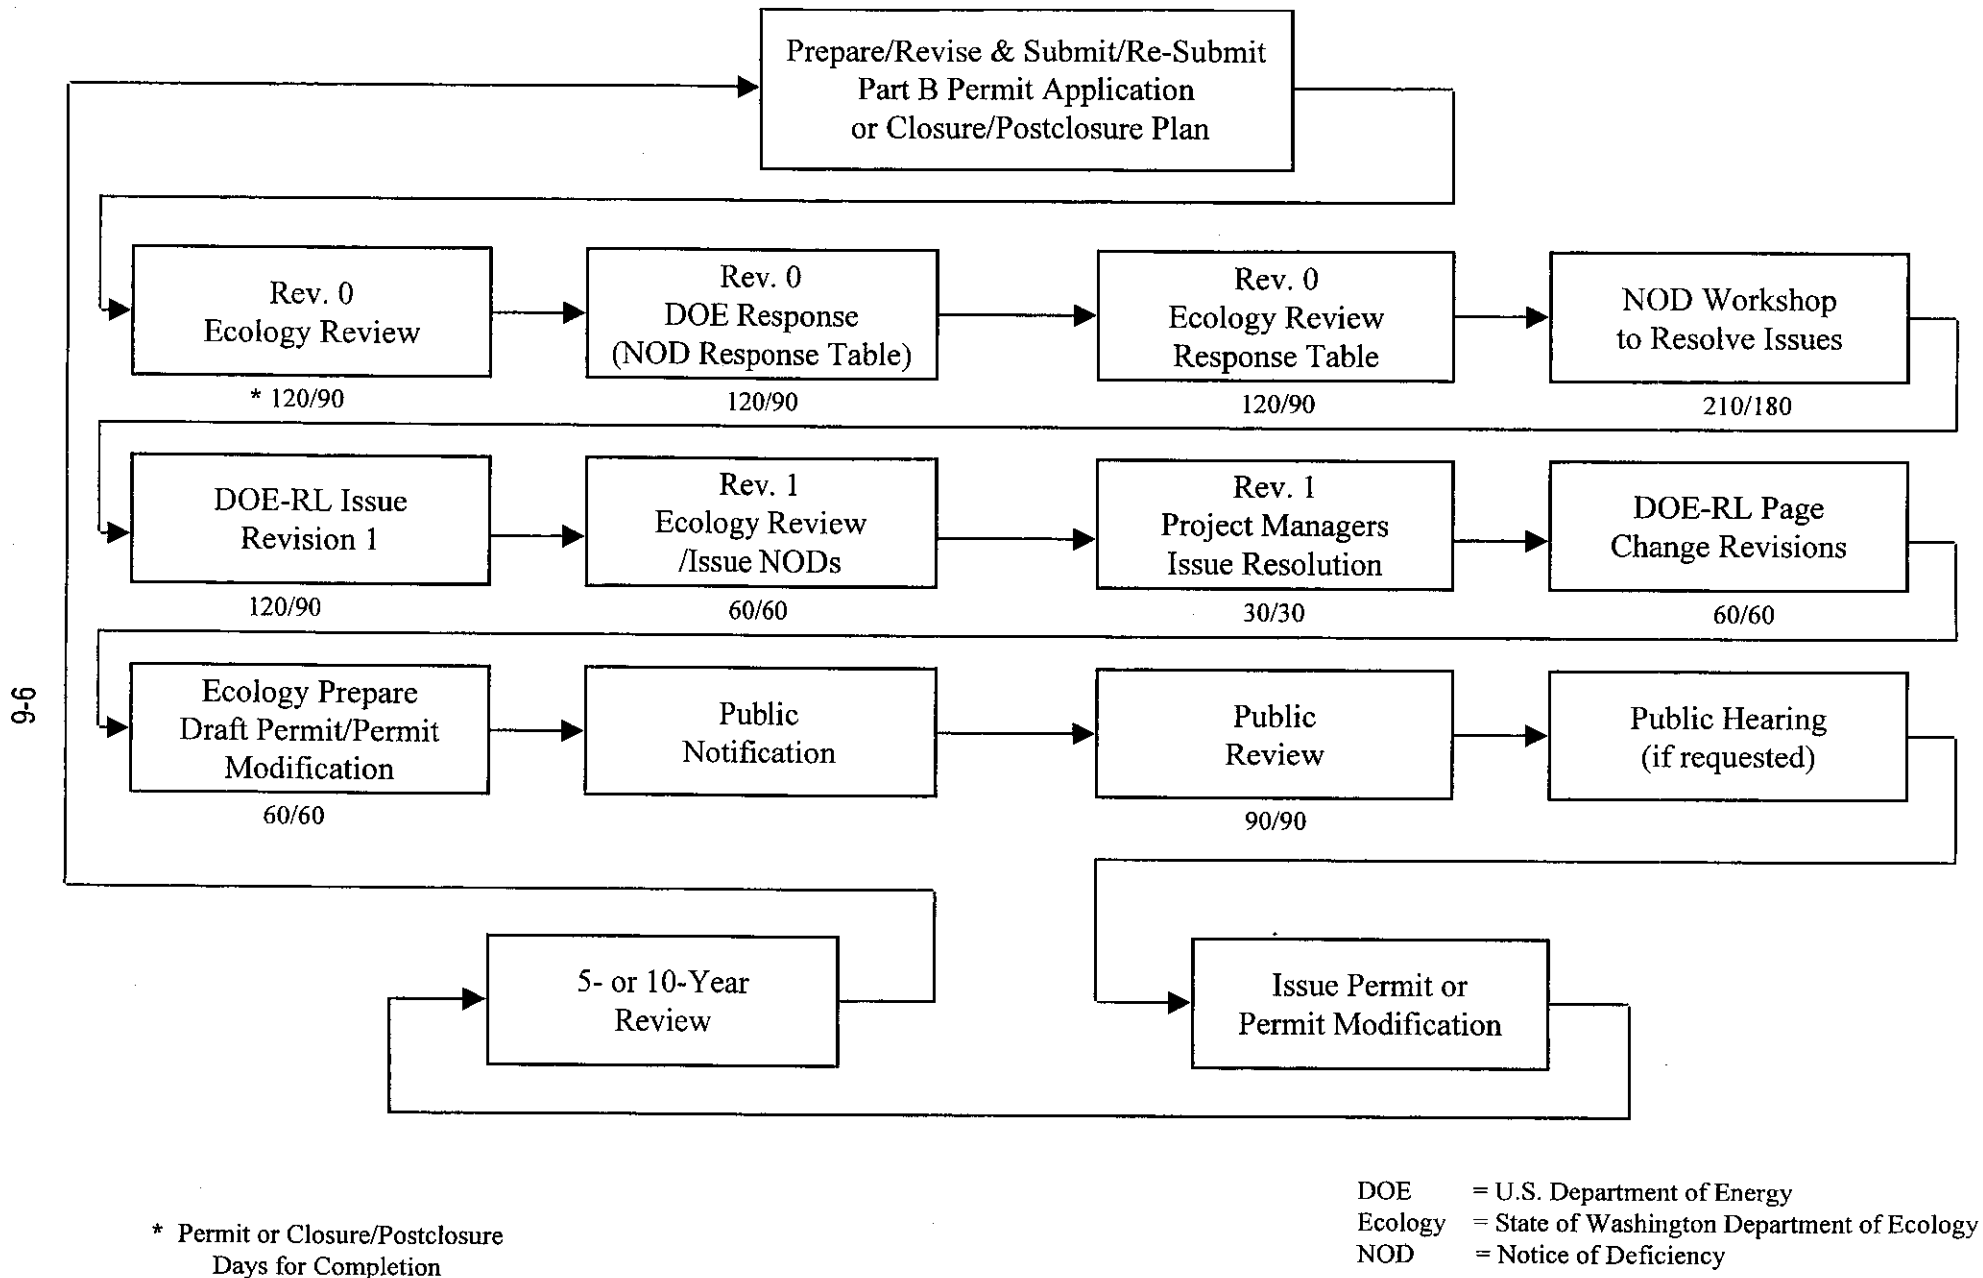 Prepare/Revise & Submit/Re-Submit
Part B Permit Application
or Closure/Postclosure Plan
Rev. 0
Ecology Review
* 120/90
Rev. 0
DOE Response
(NOD Response Table)
120/90
Rev. 0
Ecology Review
Response Table
120/90
NOD Workshop
to Resolve Issues
210/180
DOE-RL Issue
Revision 1
120/90
Rev. 1
Ecology Review
/Issue NODs
60/60
Rev. 1
Project Managers
Issue Resolution
30/30
DOE-RL Page
Change Revisions
60/60
Ecology Prepare
Draft Permit/Permit
Modification
60/60
Public
Notification
Public
Review
90/90
Public Hearing
(if requested)
5- or 10-Year
Review
Issue Permit or
Permit Modification
9-6
* Permit or Closure/Postclosure
Days for Completion
DOE = U.S. Department of Energy
Ecology = State of Washington Department of Ecology
NOD = Notice of Deficiency